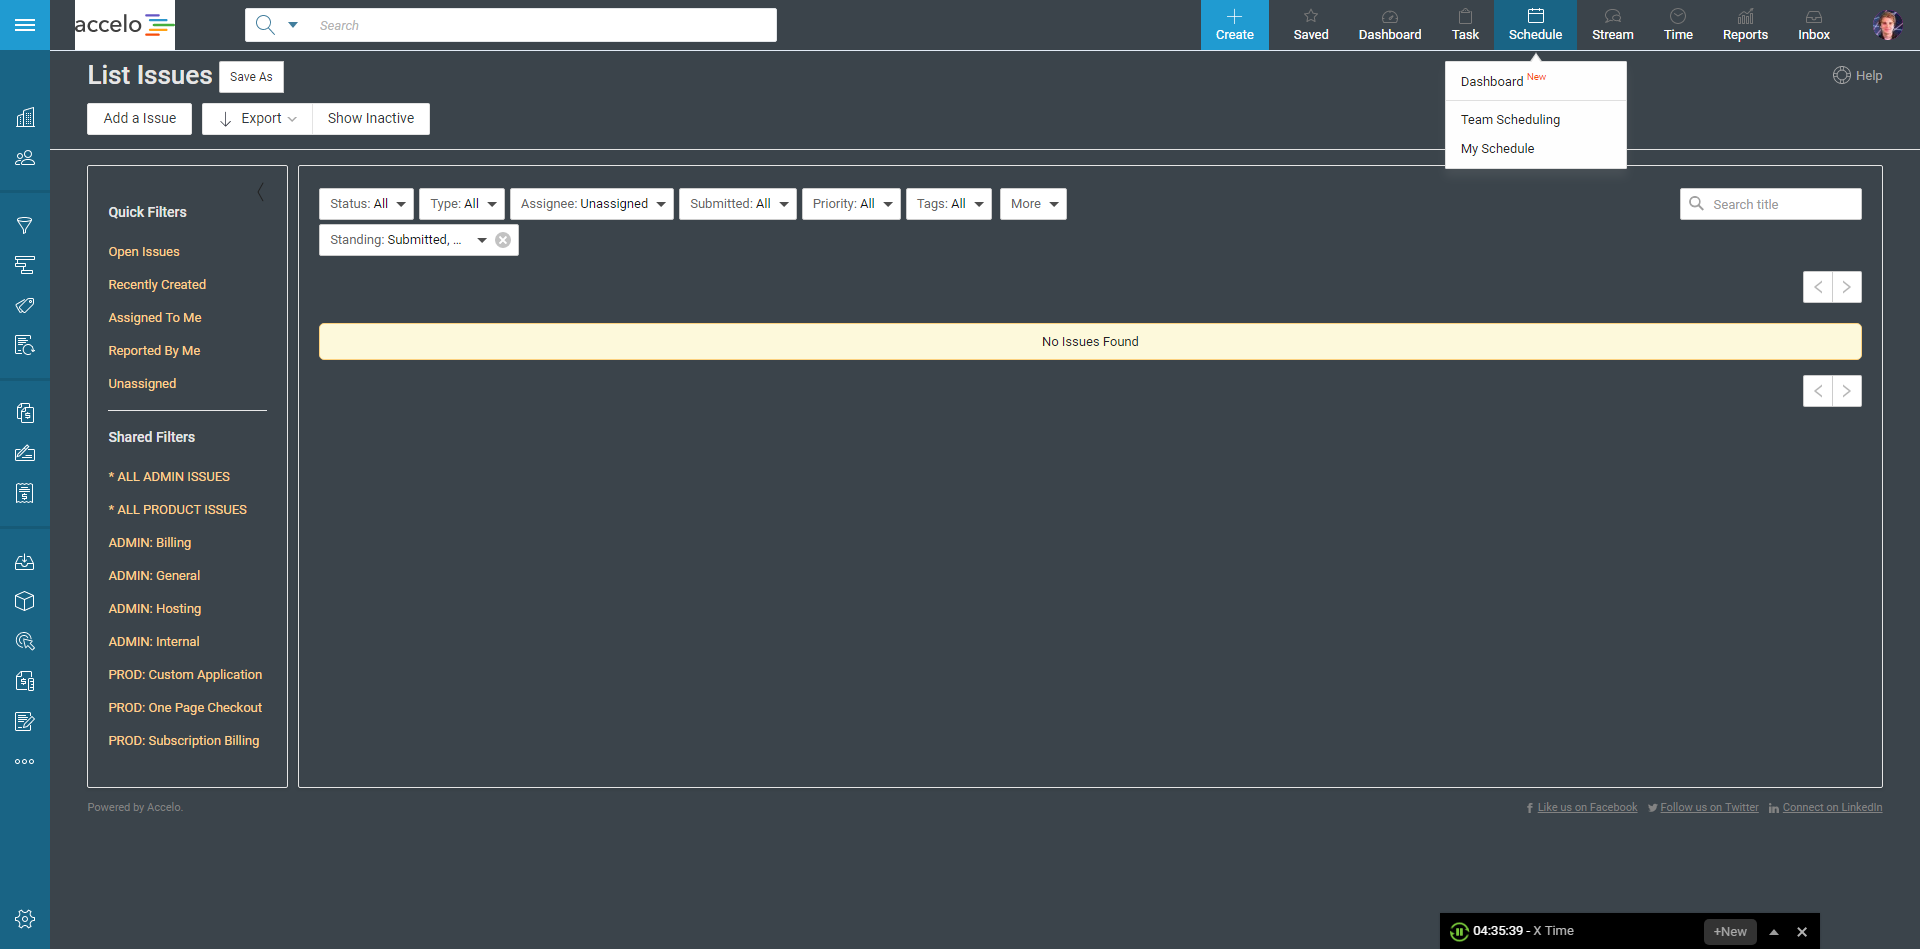 accelo
Search
Create
Saved
Dashboard
Task
Schedule
Stream
Time
Reports
Inbox
List Issues
Save As
Dashboard New
Team Scheduling
My Schedule
Help
Add a Issue
Export
Show Inactive
Quick Filters
Open Issues
Recently Created
Assigned To Me
Reported By Me
Unassigned
Shared Filters
* ALL ADMIN ISSUES
* ALL PRODUCT ISSUES
ADMIN: Billing
ADMIN: General
ADMIN: Hosting
ADMIN: Internal
PROD: Custom Application
PROD: One Page Checkout
PROD: Subscription Billing
Status: All
Type: All
Assignee: Unassigned
Submitted: All
Priority: All
Tags: All
More
Search title
Standing: Submitted, ...
No Issues Found
Powered by Accelo.
Like us on Facebook
Follow us on Twitter
Connect on LinkedIn
04:35:39 - X Time
+New